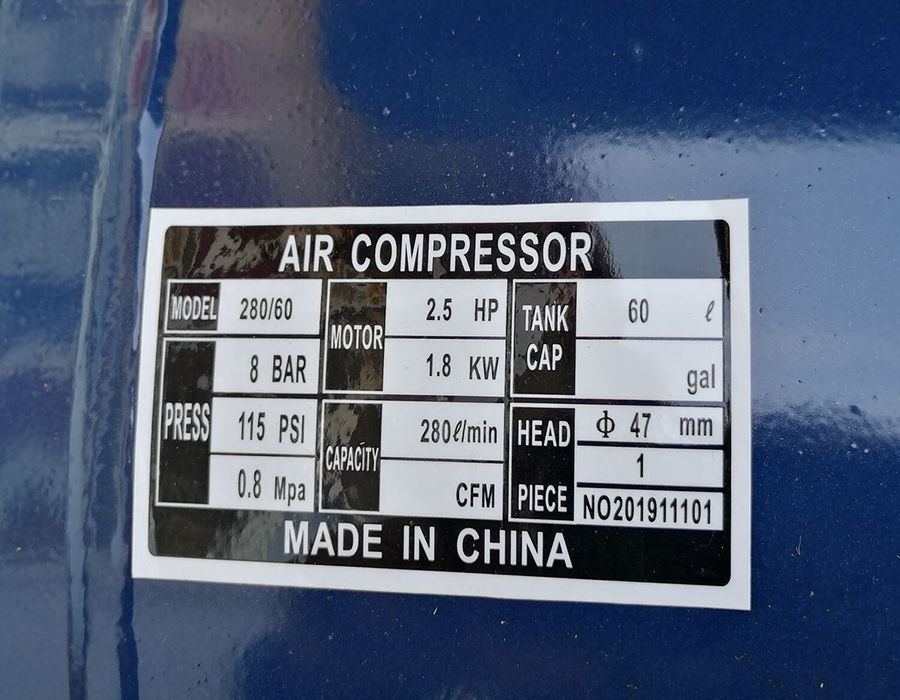 AIR COMPRESSOR
MODEL 280/60
PRESS 8 BAR
115 PSI
0.8 Mpa
MOTOR 2.5 HP
1.8 KW
CAPACITY 280ℓ/min
CFM
TANK CAP 60 ℓ
gal
HEAD Φ 47 mm
1
PIECE NO201911101
MADE IN CHINA